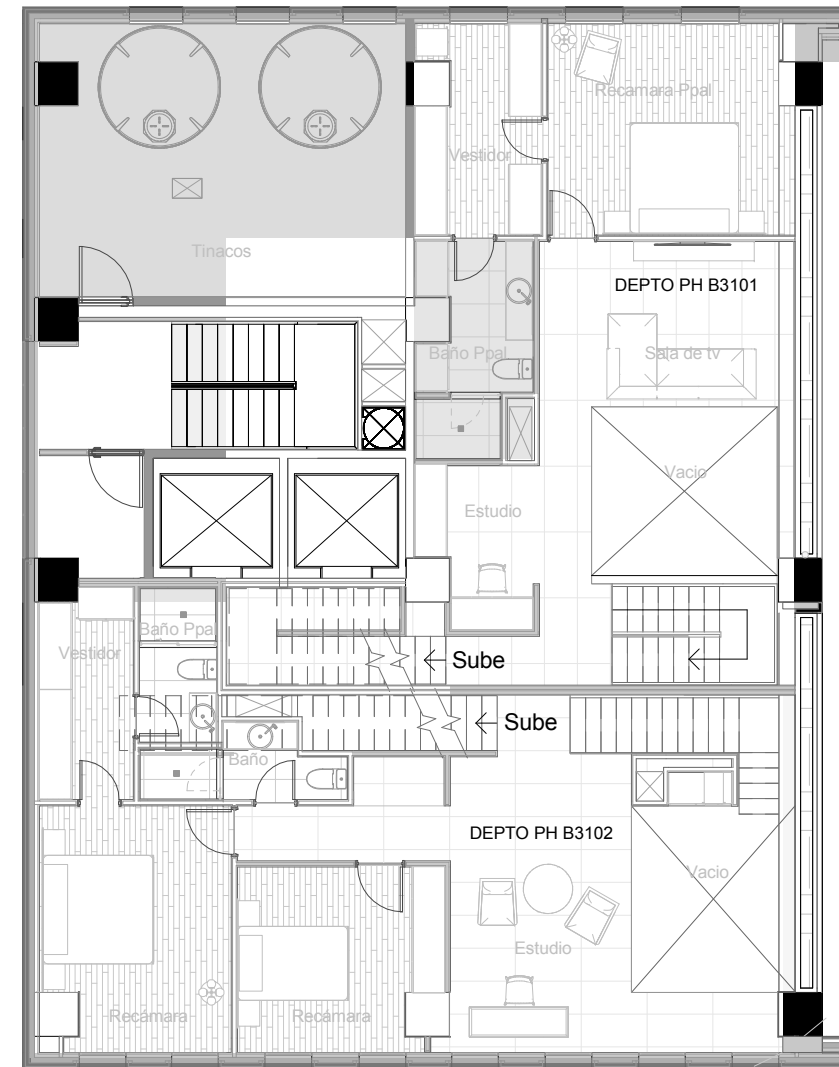 Recamara Ppal
Vestidor
Tinacos
DEPTO PH B3101
Baño Ppal
Sala de tv
Vacio
Estudio
Baño Ppal
Vestidor
Sube
Sube
Baño
DEPTO PH B3102
Vacio
Estudio
Recámara
Recámara